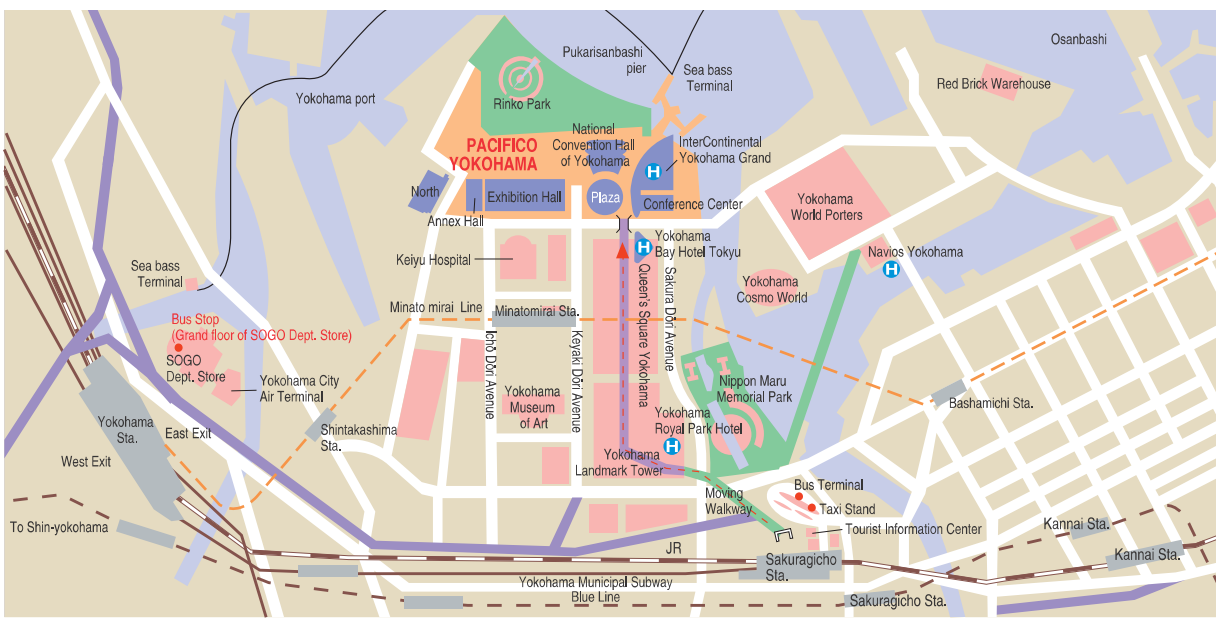 Pukarisanbashi
pier
Osanbashi
Sea bass
Terminal
Red Brick Warehouse
Yokohama port
Rinko Park
National
Convention Hall
of Yokohama
InterContinental
Yokohama Grand
PACIFICO
YOKOHAMA
H
North
Exhibition Hall
Plaza
Conference Center
Annex Hall
Yokohama
World Porters
Yokohama
Bay Hotel Tokyu
H
Navios Yokohama
H
Keiyu Hospital
Sea bass
Terminal
Yokohama
Cosmo World
Queen's Square Yokohama
Sakura Dōri Avenue
Minato mirai Line
Minatomirai Sta.
Bus Stop
(Grand floor of SOGO Dept. Store)
SOGO
Dept. Store
Ichō Dōri Avenue
Keyaki Dōri Avenue
Yokohama City
Air Terminal
Nippon Maru
Memorial Park
Yokohama
Museum
of Art
Bashamichi Sta.
Yokohama
Royal Park Hotel
H
Yokohama
Sta.
East Exit
Shintakashima
Sta.
West Exit
Yokohama
Landmark Tower
Moving
Walkway
Bus Terminal
Taxi Stand
To Shin-yokohama
Tourist Information Center
Kannai Sta.
Kannai Sta.
JR
Sakuragicho
Sta.
Yokohama Municipal Subway
Blue Line
Sakuragicho Sta.